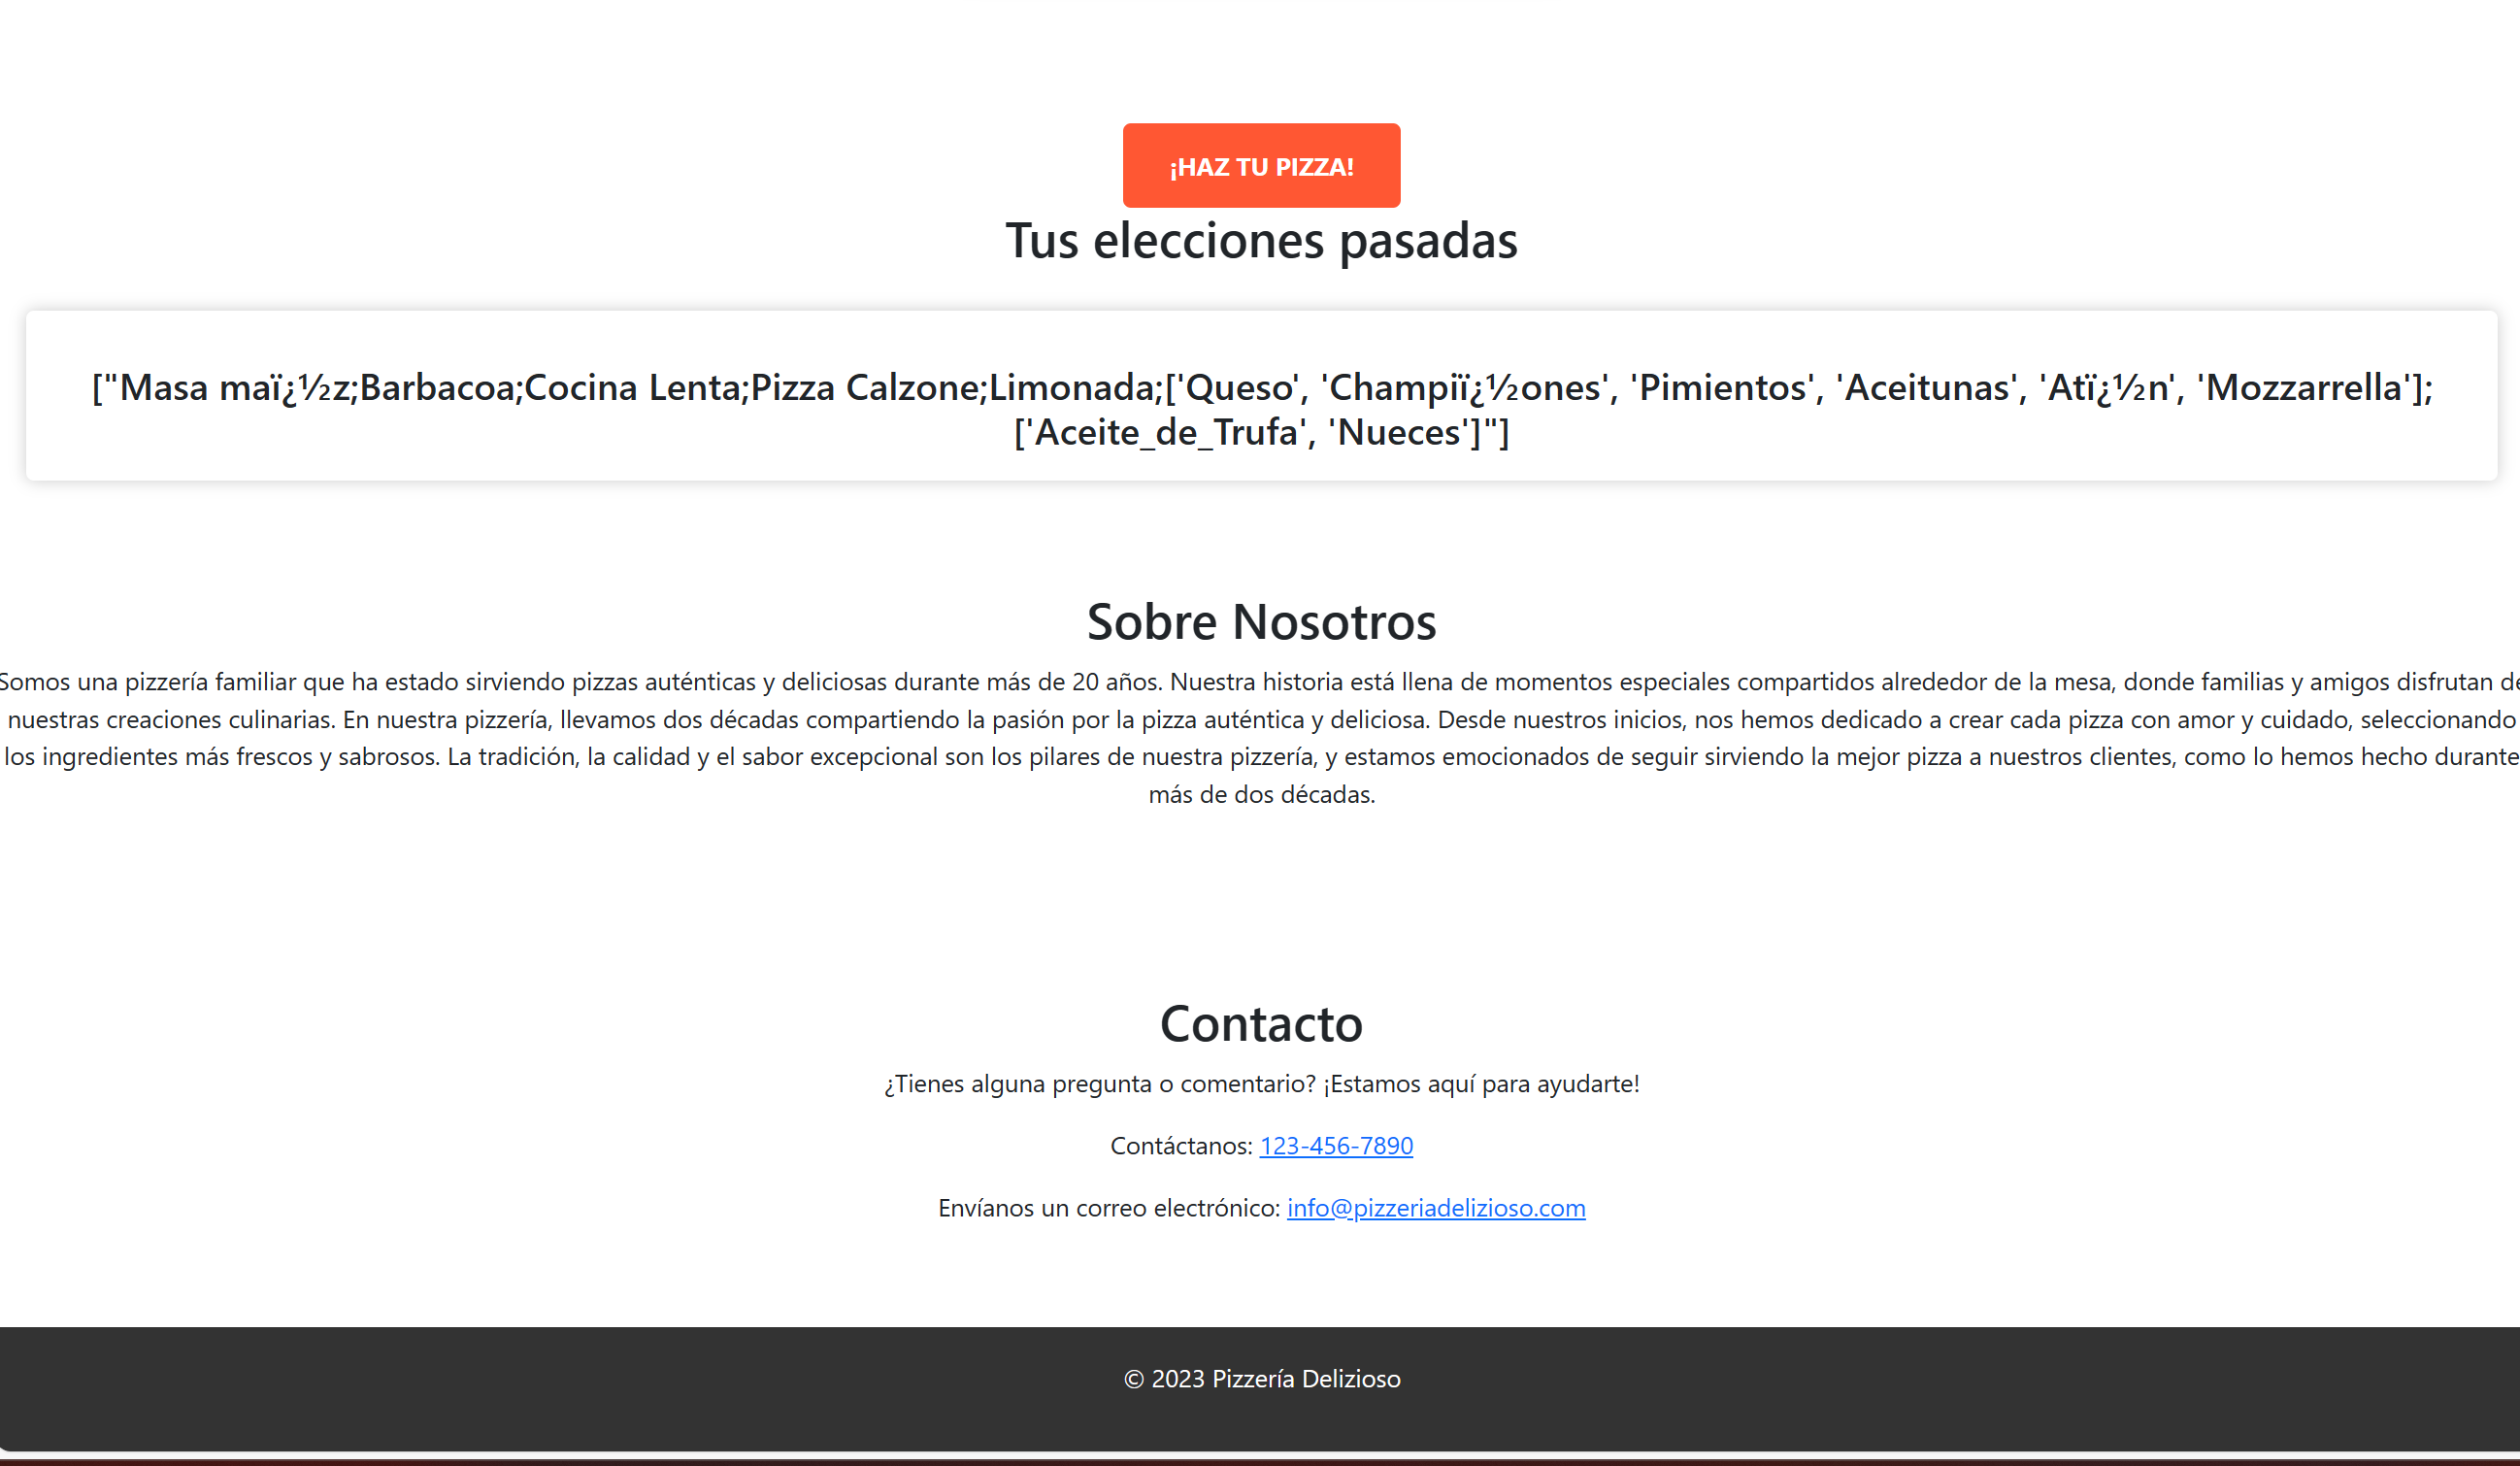 ¡HAZ TU PIZZA!
Tus elecciones pasadas
["Masa maï¿½z;Barbacoa;Cocina Lenta;Pizza Calzone;Limonada;['Queso', 'Champiï¿½ones', 'Pimientos', 'Aceitunas', 'Atï¿½n', 'Mozzarrella'];
['Aceite_de_Trufa', 'Nueces']"]
Sobre Nosotros
Somos una pizzería familiar que ha estado sirviendo pizzas auténticas y deliciosas durante más de 20 años. Nuestra historia está llena de momentos especiales compartidos alrededor de la mesa, donde familias y amigos disfrutan de
nuestras creaciones culinarias. En nuestra pizzería, llevamos dos décadas compartiendo la pasión por la pizza auténtica y deliciosa. Desde nuestros inicios, nos hemos dedicado a crear cada pizza con amor y cuidado, seleccionando
los ingredientes más frescos y sabrosos. La tradición, la calidad y el sabor excepcional son los pilares de nuestra pizzería, y estamos emocionados de seguir sirviendo la mejor pizza a nuestros clientes, como lo hemos hecho durante
más de dos décadas.
Contacto
¿Tienes alguna pregunta o comentario? ¡Estamos aquí para ayudarte!
Contáctanos: 123-456-7890
Envíanos un correo electrónico: info@pizzeriadelizioso.com
© 2023 Pizzería Delizioso